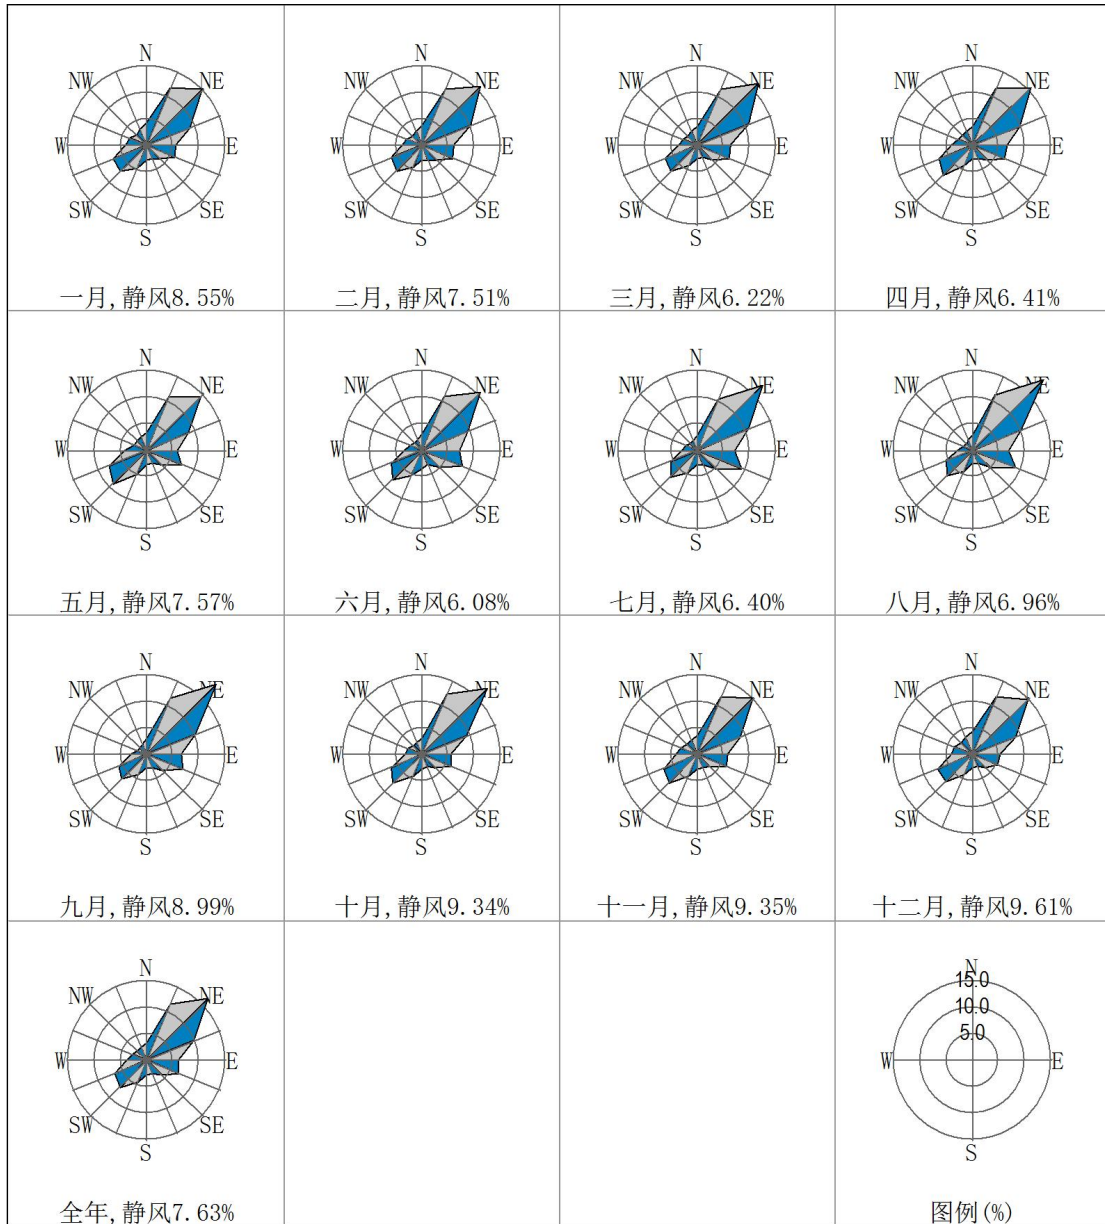 N
NW NE
W E
SW SE
S
一月,静风8.55%
N
NW NE
W E
SW SE
S
二月,静风7.51%
N
NW NE
W E
SW SE
S
三月,静风6.22%
N
NW NE
W E
SW SE
S
四月,静风6.41%
N
NW NE
W E
SW SE
S
五月,静风7.57%
N
NW NE
W E
SW SE
S
六月,静风6.08%
N
NW NE
W E
SW SE
S
七月,静风6.40%
N
NW NE
W E
SW SE
S
八月,静风6.96%
N
NW NE
W E
SW SE
S
九月,静风8.99%
N
NW NE
W E
SW SE
S
十月,静风9.34%
N
NW NE
W E
SW SE
S
十一月,静风9.35%
N
NW NE
W E
SW SE
S
十二月,静风9.61%
N
NW NE
W E
SW SE
S
全年,静风7.63%
N
15.0
10.0
5.0
W E
S
图例(%)